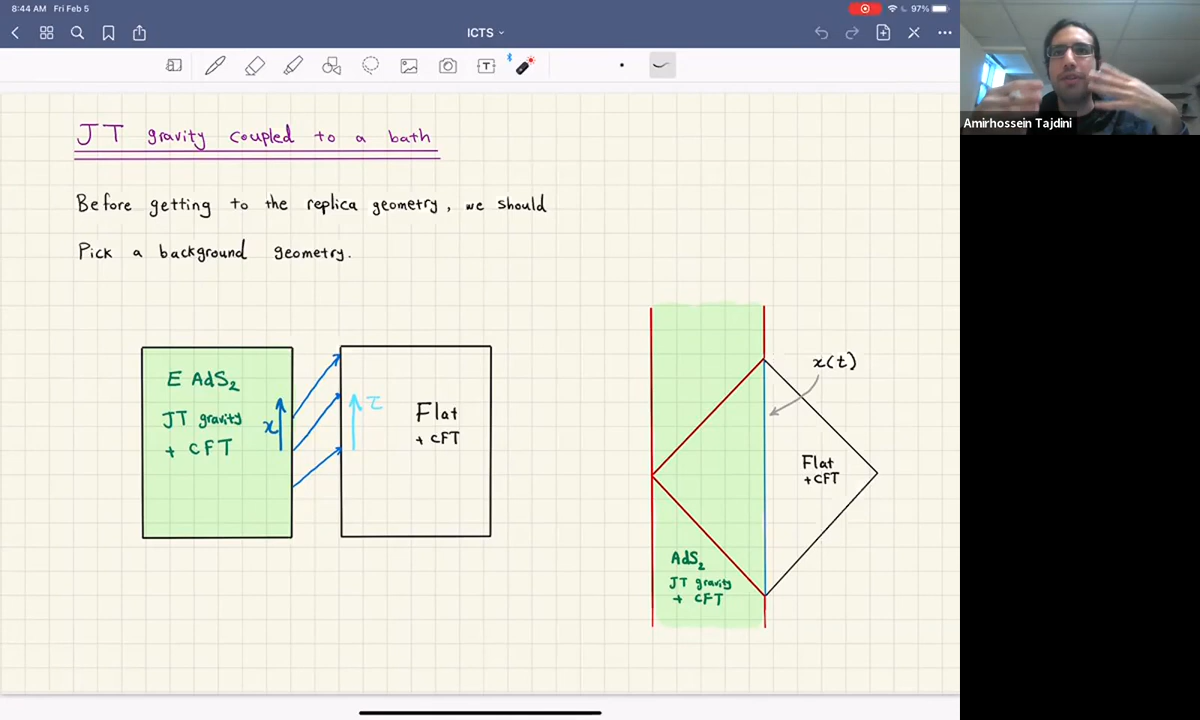 8:44 AM Fri Feb 5
97%
ICTS
T
Amirhossein Tajdini
JT gravity coupled to a bath
Before getting to the replica geometry, we should
Pick a background geometry.
E AdS₂
JT gravity
+ CFT
x
τ
Flat
+ CFT
x(t)
Flat
+CFT
AdS₂
JT gravity
+ CFT